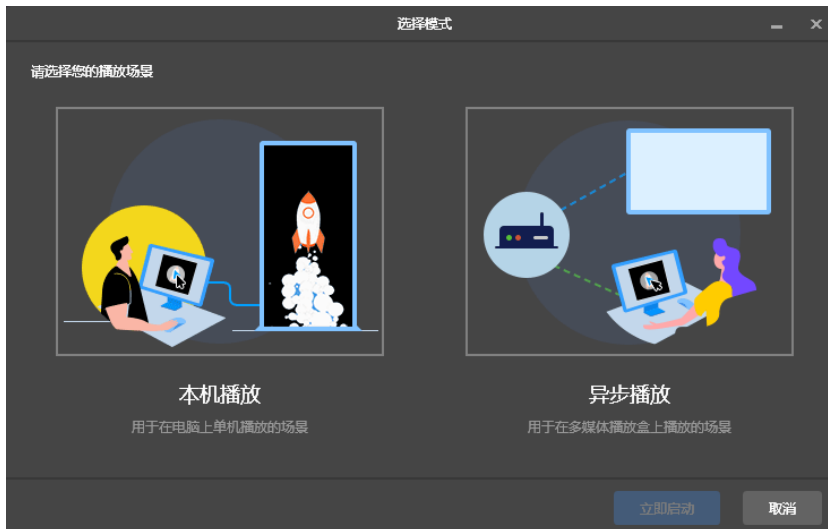 选择模式
请选择您的播放场景
本机播放
异步播放
用于在电脑上单机播放的场景
用于在多媒体播放盒上播放的场景
立即启动
取消